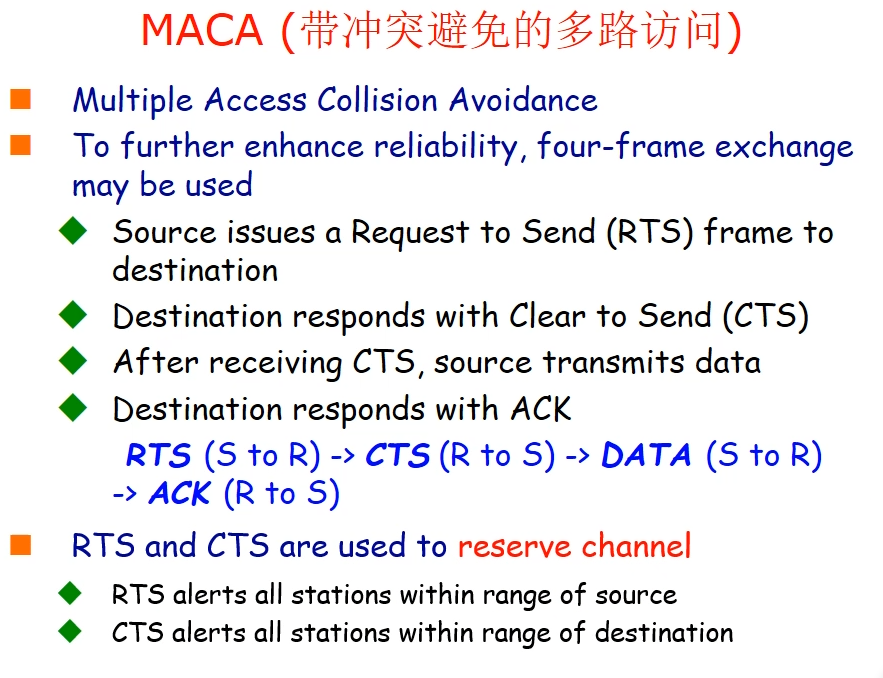 MACA (带冲突避免的多路访问)
Multiple Access Collision Avoidance
To further enhance reliability, four-frame exchange
may be used
Source issues a Request to Send (RTS) frame to
destination
Destination responds with Clear to Send (CTS)
After receiving CTS, source transmits data
Destination responds with ACK
RTS (S to R) -> CTS (R to S) -> DATA (S to R)
-> ACK (R to S)
RTS and CTS are used to reserve channel
RTS alerts all stations within range of source
CTS alerts all stations within range of destination